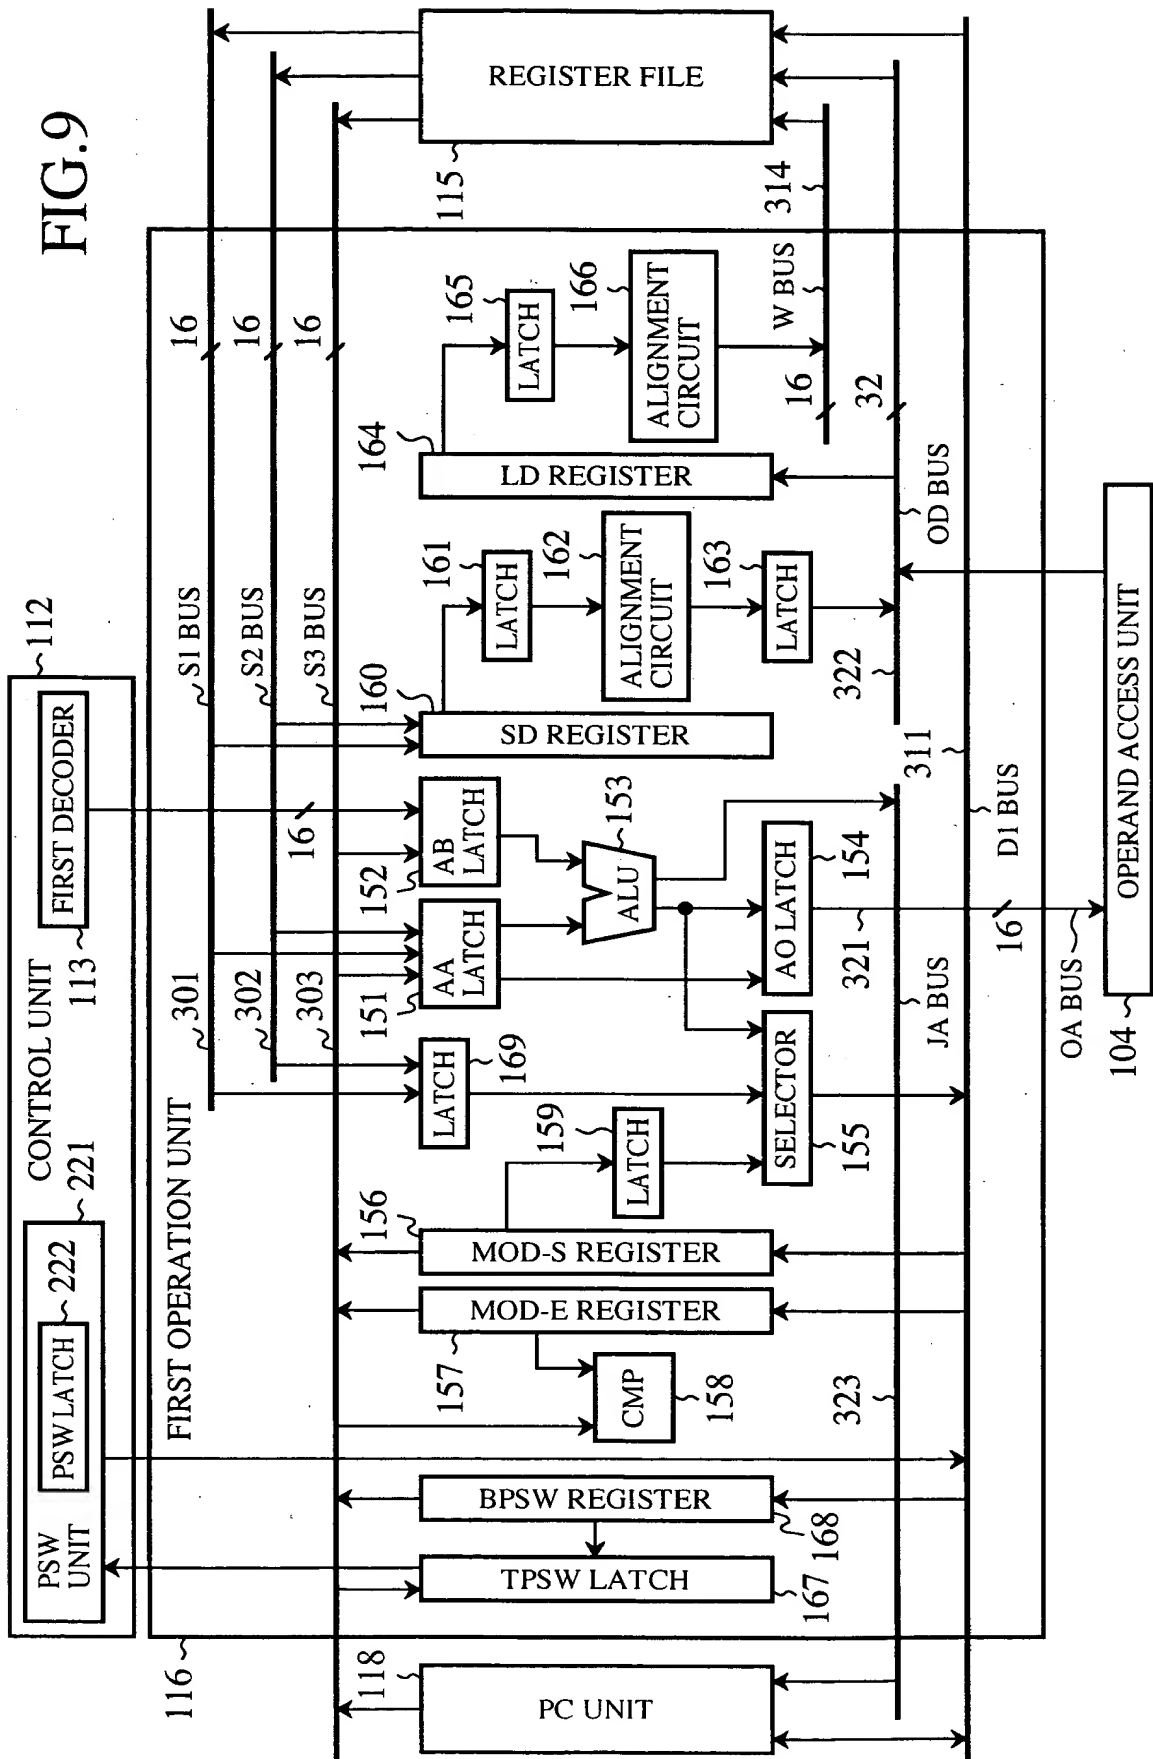 FIG.9
112
CONTROL UNIT
221
PSW LATCH
222
PSW
UNIT
FIRST DECODER
113
116
FIRST OPERATION UNIT
301
S1 BUS
16
302
S2 BUS
16
303
S3 BUS
16
118
PC UNIT
TPSW LATCH
167
BPSW REGISTER
168
CMP
158
157
MOD-E REGISTER
156
MOD-S REGISTER
159
LATCH
LATCH
169
SELECTOR
155
151
AA
LATCH
152
AB
LATCH
16
ALU
153
AO LATCH
154
160
SD REGISTER
161
LATCH
162
ALIGNMENT
CIRCUIT
163
LATCH
164
LD REGISTER
165
LATCH
166
ALIGNMENT
CIRCUIT
115
REGISTER FILE
16
W BUS
314
322
OD BUS
32
323
JA BUS
321
311
D1 BUS
16
OA BUS
104
OPERAND ACCESS UNIT